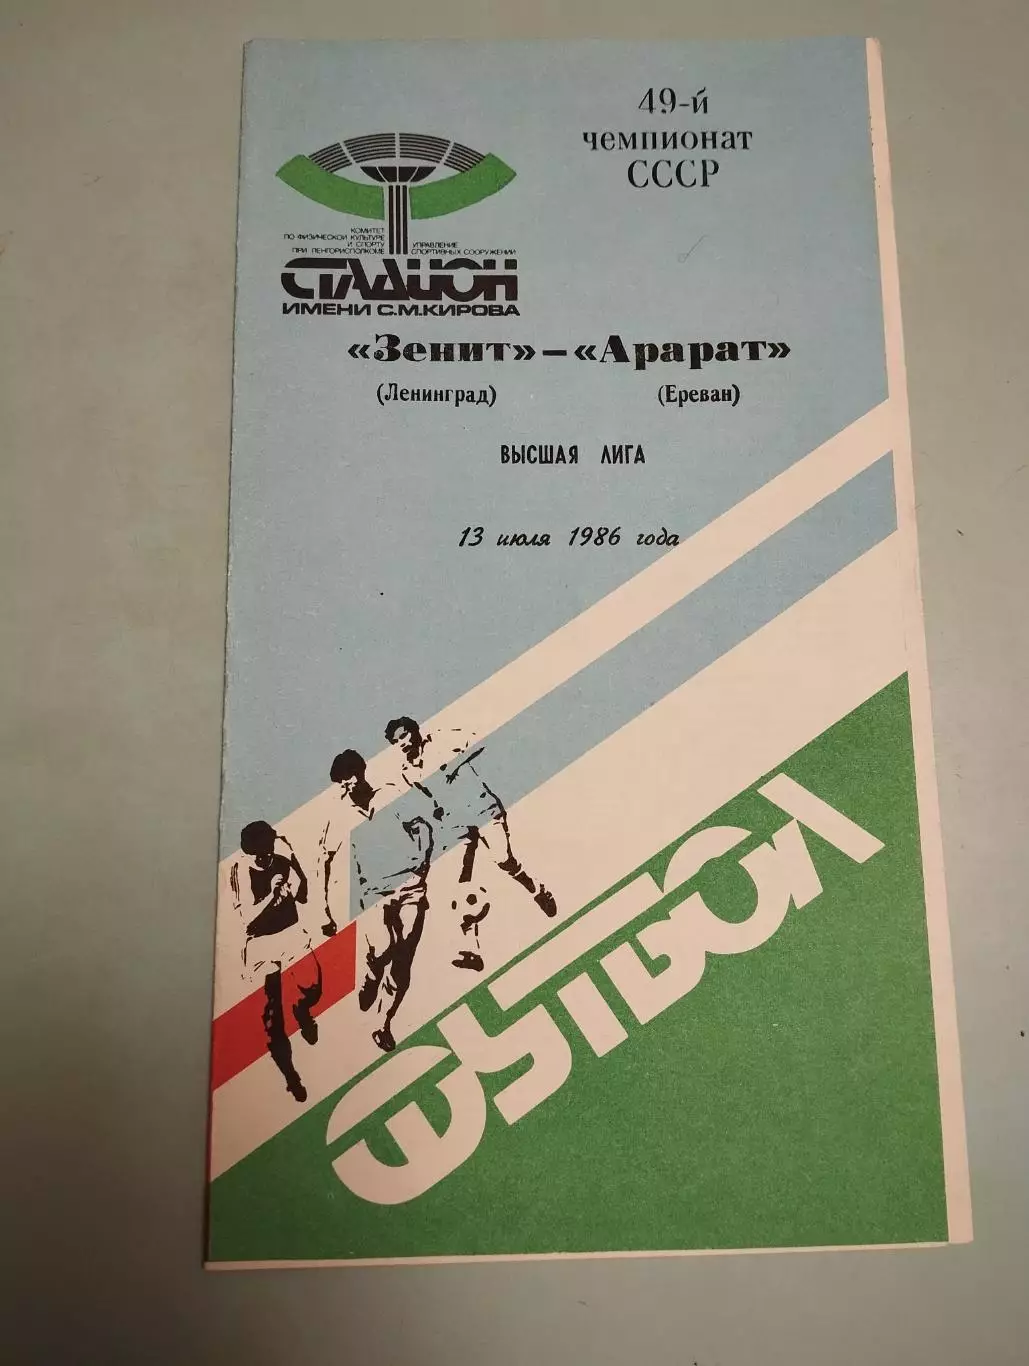 49-й
чемпионат
СССР
КОМИТЕТ
ПО ФИЗИЧЕСКОЙ КУЛЬТУРЕ
И СПОРТУ
ПРИ ЛЕНГОРИСПОЛКОМЕ
УПРАВЛЕНИЕ
СПОРТИВНЫХ СООРУЖЕНИЙ
СТАДИОН
ИМЕНИ С.М.КИРОВА
«Зенит»–«Арарат»
(Ленинград) (Ереван)
ВЫСШАЯ ЛИГА
13 июля 1986 года
ФУТБОЛ